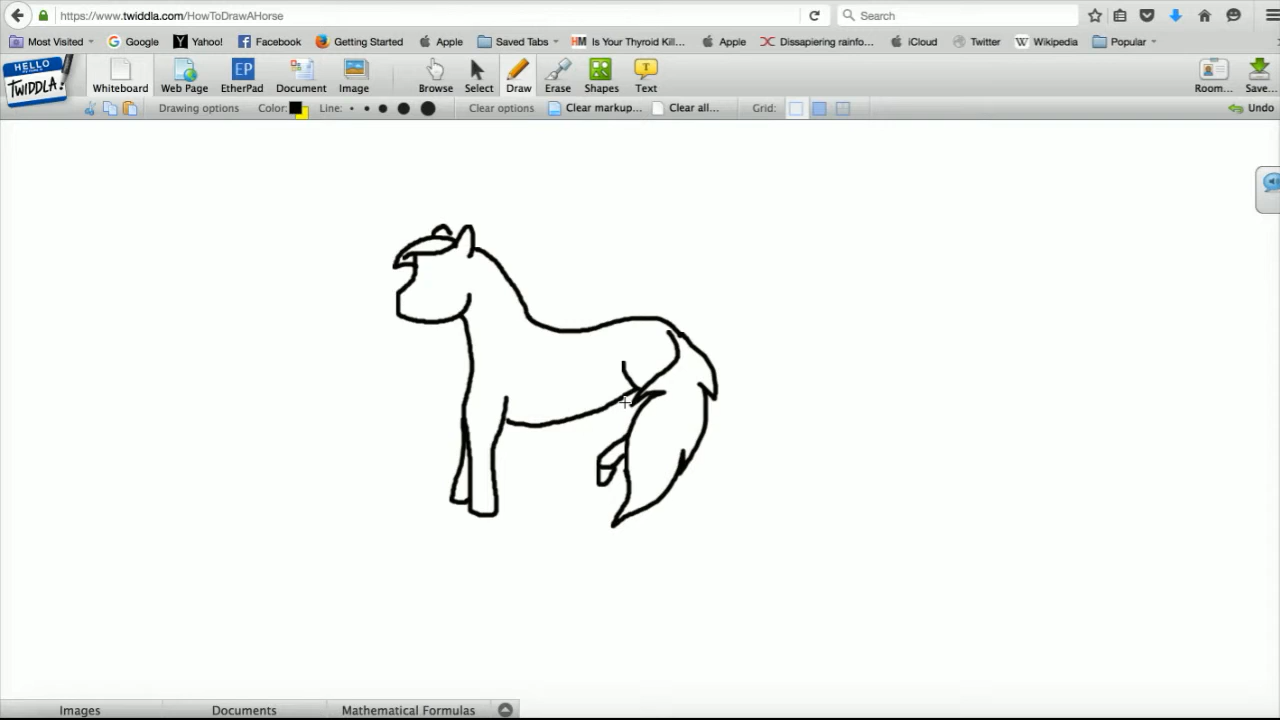 https://www.twiddla.com/HowToDrawAHorse Search
Most Visited Google Yahoo! Facebook Getting Started Apple Saved Tabs Is Your Thyroid Kill... Apple Dissapiering rainfo... iCloud Twitter Wikipedia Popular
HELLO
TWIDDLA!
Whiteboard Web Page EtherPad Document Image Browse Select Draw Erase Shapes Text Room... Save...
Drawing options Color: Line: Clear options Clear markup... Clear all... Grid: Undo
Images Documents Mathematical Formulas